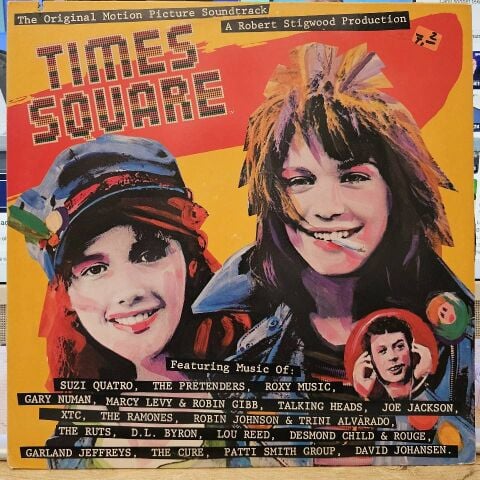 The Original Motion Picture Soundtrack
A Robert Stigwood Production
TIMES
SQUARE
Featuring Music Of:
SUZI QUATRO, THE PRETENDERS, ROXY MUSIC,
GARY NUMAN, MARCY LEVY & ROBIN GIBB, TALKING HEADS, JOE JACKSON,
XTC, THE RAMONES, ROBIN JOHNSON & TRINI ALVARADO,
THE RUTS, D.L. BYRON, LOU REED, DESMOND CHILD & ROUGE,
GARLAND JEFFREYS, THE CURE, PATTI SMITH GROUP, DAVID JOHANSEN.